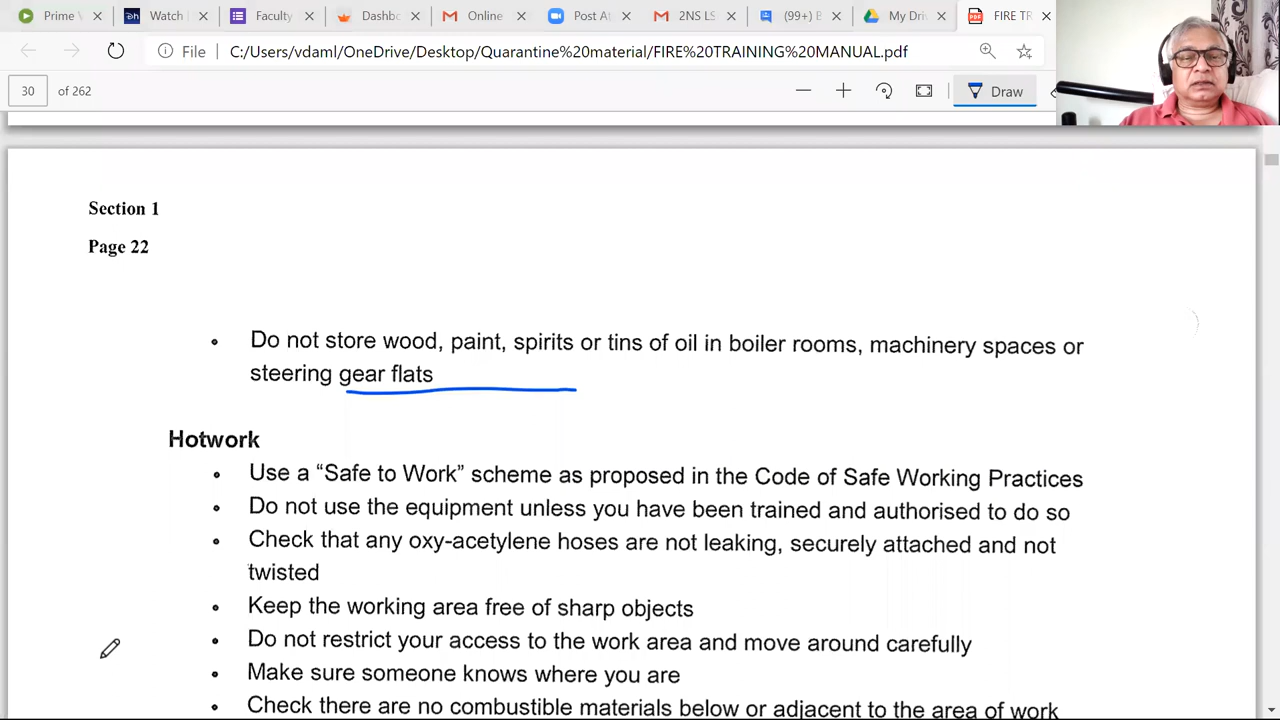 Prime
Watch
Faculty
Dashb
Online
Post At
2NS S
(99+)
My Dri
FIRE TR
File C:/Users/vdaml/OneDrive/Desktop/Quarantine%20material/FIRE%20TRAINING%20MANUAL.pdf
30 of 262
Draw
Section 1
Page 22
• Do not store wood, paint, spirits or tins of oil in boiler rooms, machinery spaces or
steering gear flats
Hotwork
• Use a “Safe to Work” scheme as proposed in the Code of Safe Working Practices
• Do not use the equipment unless you have been trained and authorised to do so
• Check that any oxy-acetylene hoses are not leaking, securely attached and not
twisted
• Keep the working area free of sharp objects
• Do not restrict your access to the work area and move around carefully
• Make sure someone knows where you are
• Check there are no combustible materials below or adjacent to the area of work